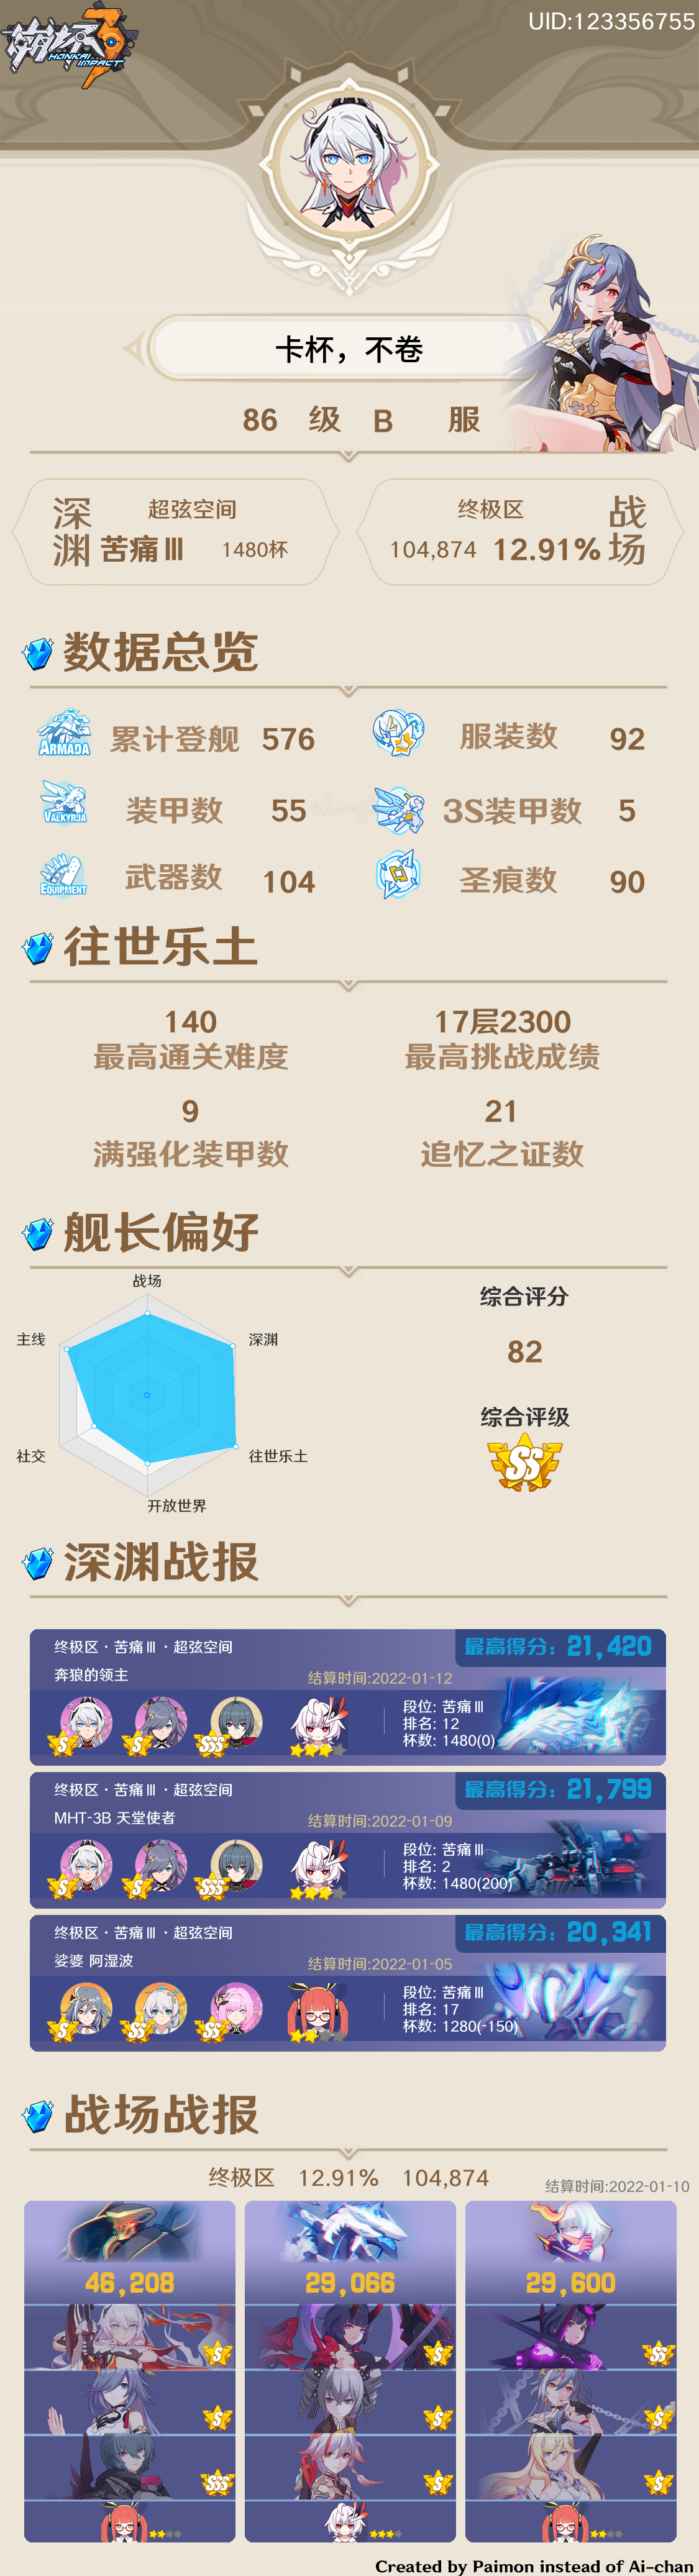 崩坏3
HONKAI IMPACT
UID:123356755
卡杯，不卷
86 级 B 服
深渊
超弦空间
苦痛Ⅲ 1480杯
终极区
104,874 12.91%
战场
数据总览
ARMADA 累计登舰 576
服装数 92
VALKYRJA 装甲数 55
3S装甲数 5
EQUIPMENT 武器数 104
圣痕数 90
往世乐土
140
最高通关难度
17层2300
最高挑战成绩
9
满强化装甲数
21
追忆之证数
舰长偏好
战场
主线
深渊
社交
往世乐土
开放世界
综合评分
82
综合评级
SS
深渊战报
终极区·苦痛Ⅲ·超弦空间
最高得分：21,420
奔狼的领主
结算时间:2022-01-12
S S SSS
段位: 苦痛Ⅲ
排名: 12
杯数: 1480(0)
终极区·苦痛Ⅲ·超弦空间
最高得分：21,799
MHT-3B 天堂使者
结算时间:2022-01-09
S S SSS
段位: 苦痛Ⅲ
排名: 2
杯数: 1480(200)
终极区·苦痛Ⅲ·超弦空间
最高得分：20,341
娑婆 阿湿波
结算时间:2022-01-05
S SS SS
段位: 苦痛Ⅲ
排名: 17
杯数: 1280(-150)
战场战报
终极区 12.91% 104,874
结算时间:2022-01-10
46,208 29,066 29,600
S S SS
S S S
SSS S S
Created by Paimon instead of Ai-chan